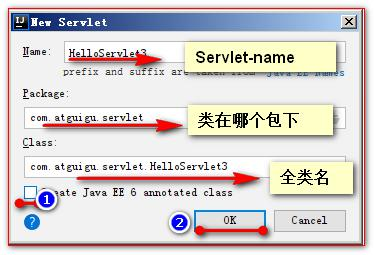 New Servlet
Name: HelloServlet3
Servlet-name
prefix and suffix are taken from Java EE Names
Package:
com.atguigu.servlet
类在哪个包下
Class:
com.atguigu.servlet.HelloServlet3
全类名
Create Java EE 6 annotated class
1
? 2 OK Cancel